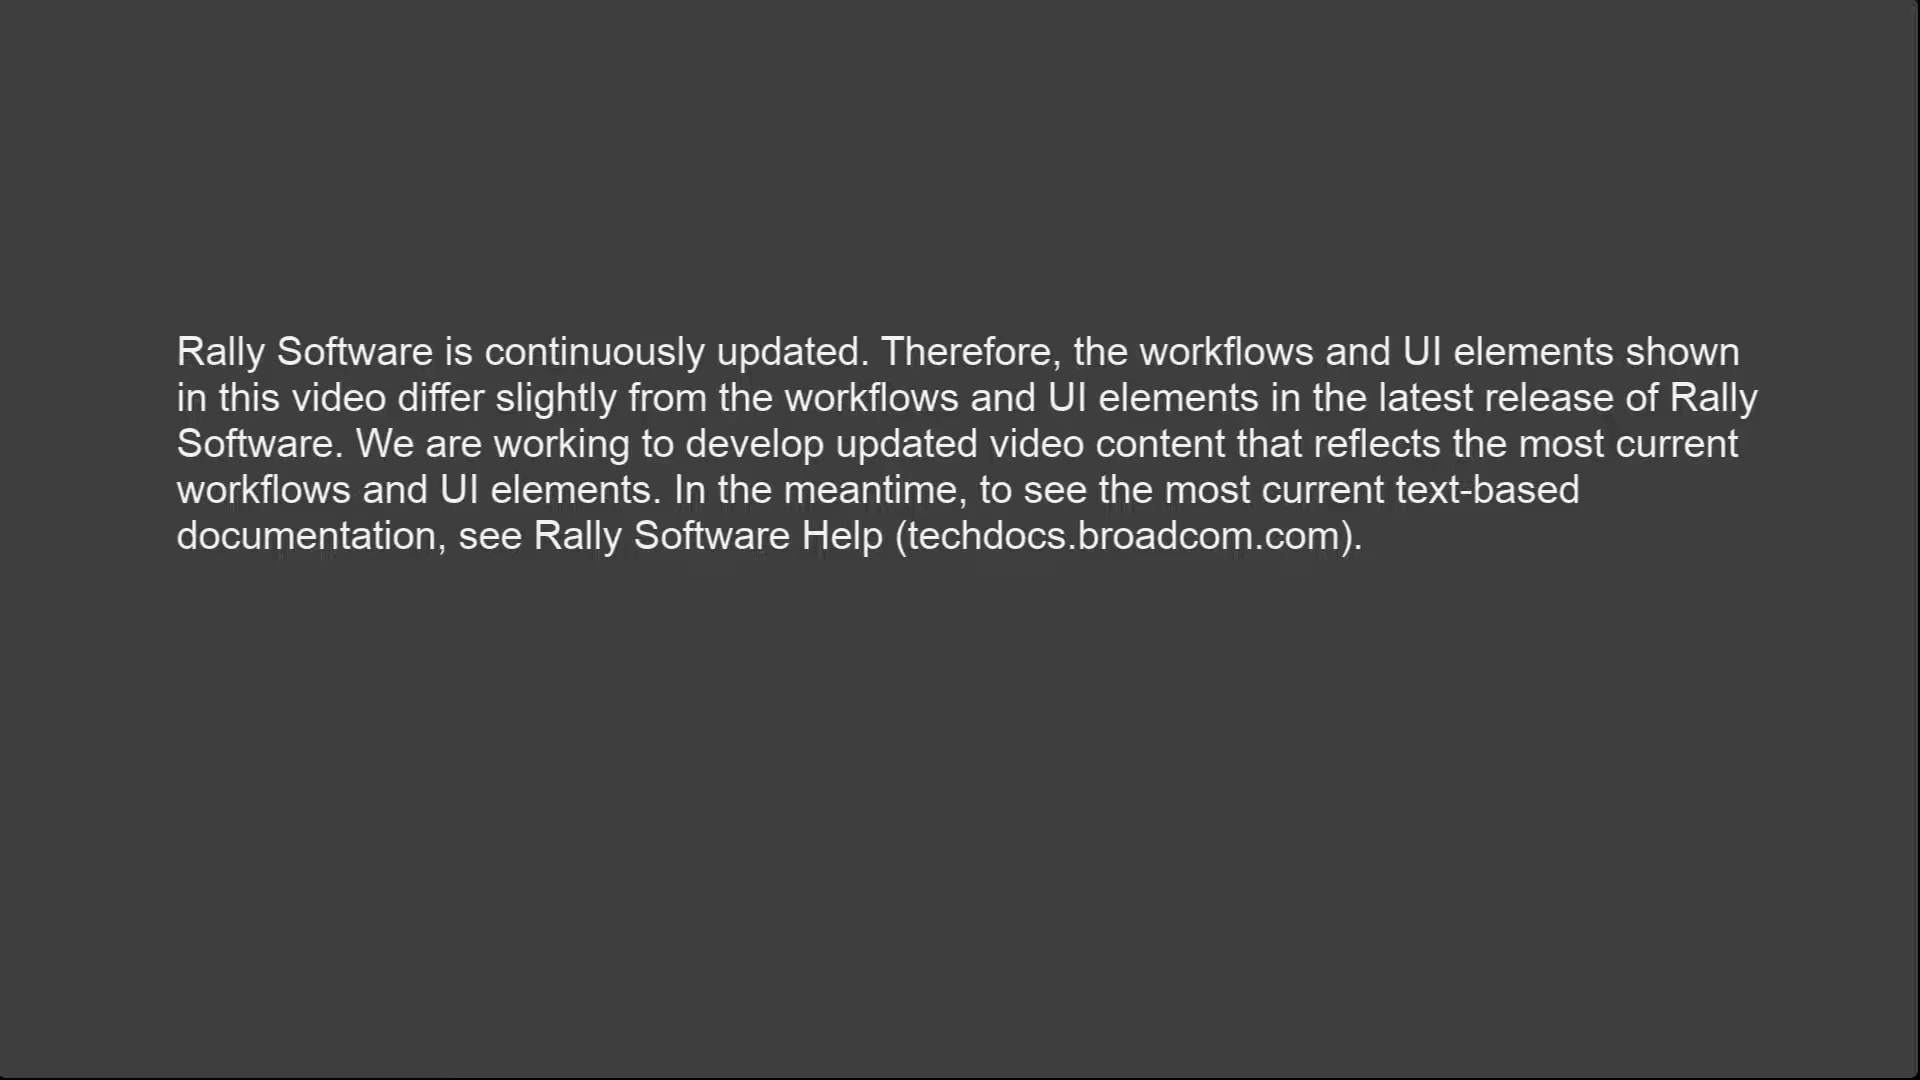 Rally Software is continuously updated. Therefore, the workflows and UI elements shown
in this video differ slightly from the workflows and UI elements in the latest release of Rally
Software. We are working to develop updated video content that reflects the most current
workflows and UI elements. In the meantime, to see the most current text-based
documentation, see Rally Software Help (techdocs.broadcom.com).